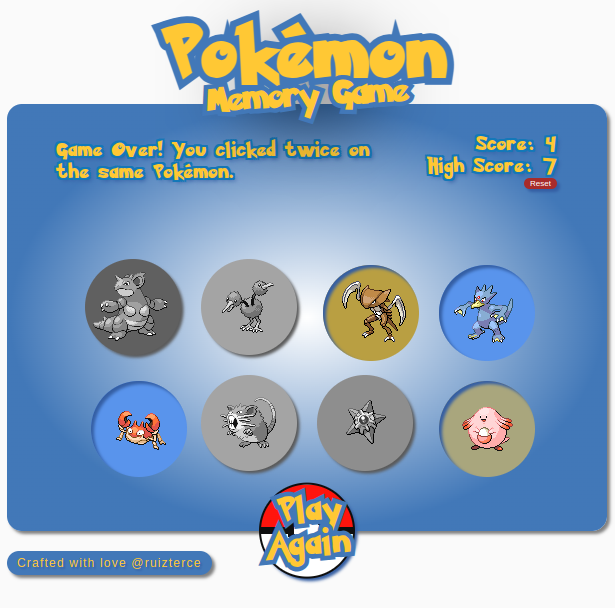 Pokémon
Memory Game
Game Over! You clicked twice on
the same Pokémon.
Score: 4
High Score: 7
Reset
Play
Again
Crafted with love @ruizterce